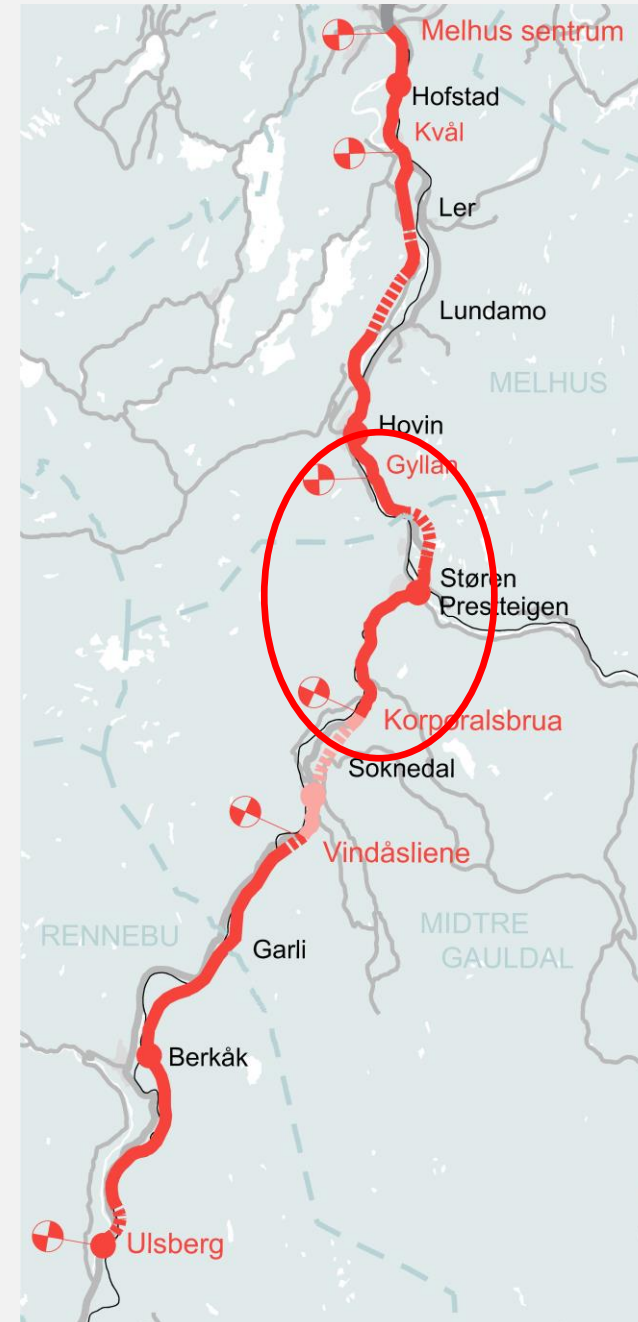 Melhus sentrum
Hofstad
Kvål
Ler
Lundamo
MELHUS
Hovin
Gyllan
Støren
Prestteigen
Korporalsbrua
Soknedal
Vindåsliene
RENNEBU
MIDTRE
GAULDAL
Garli
Berkåk
Ulsberg